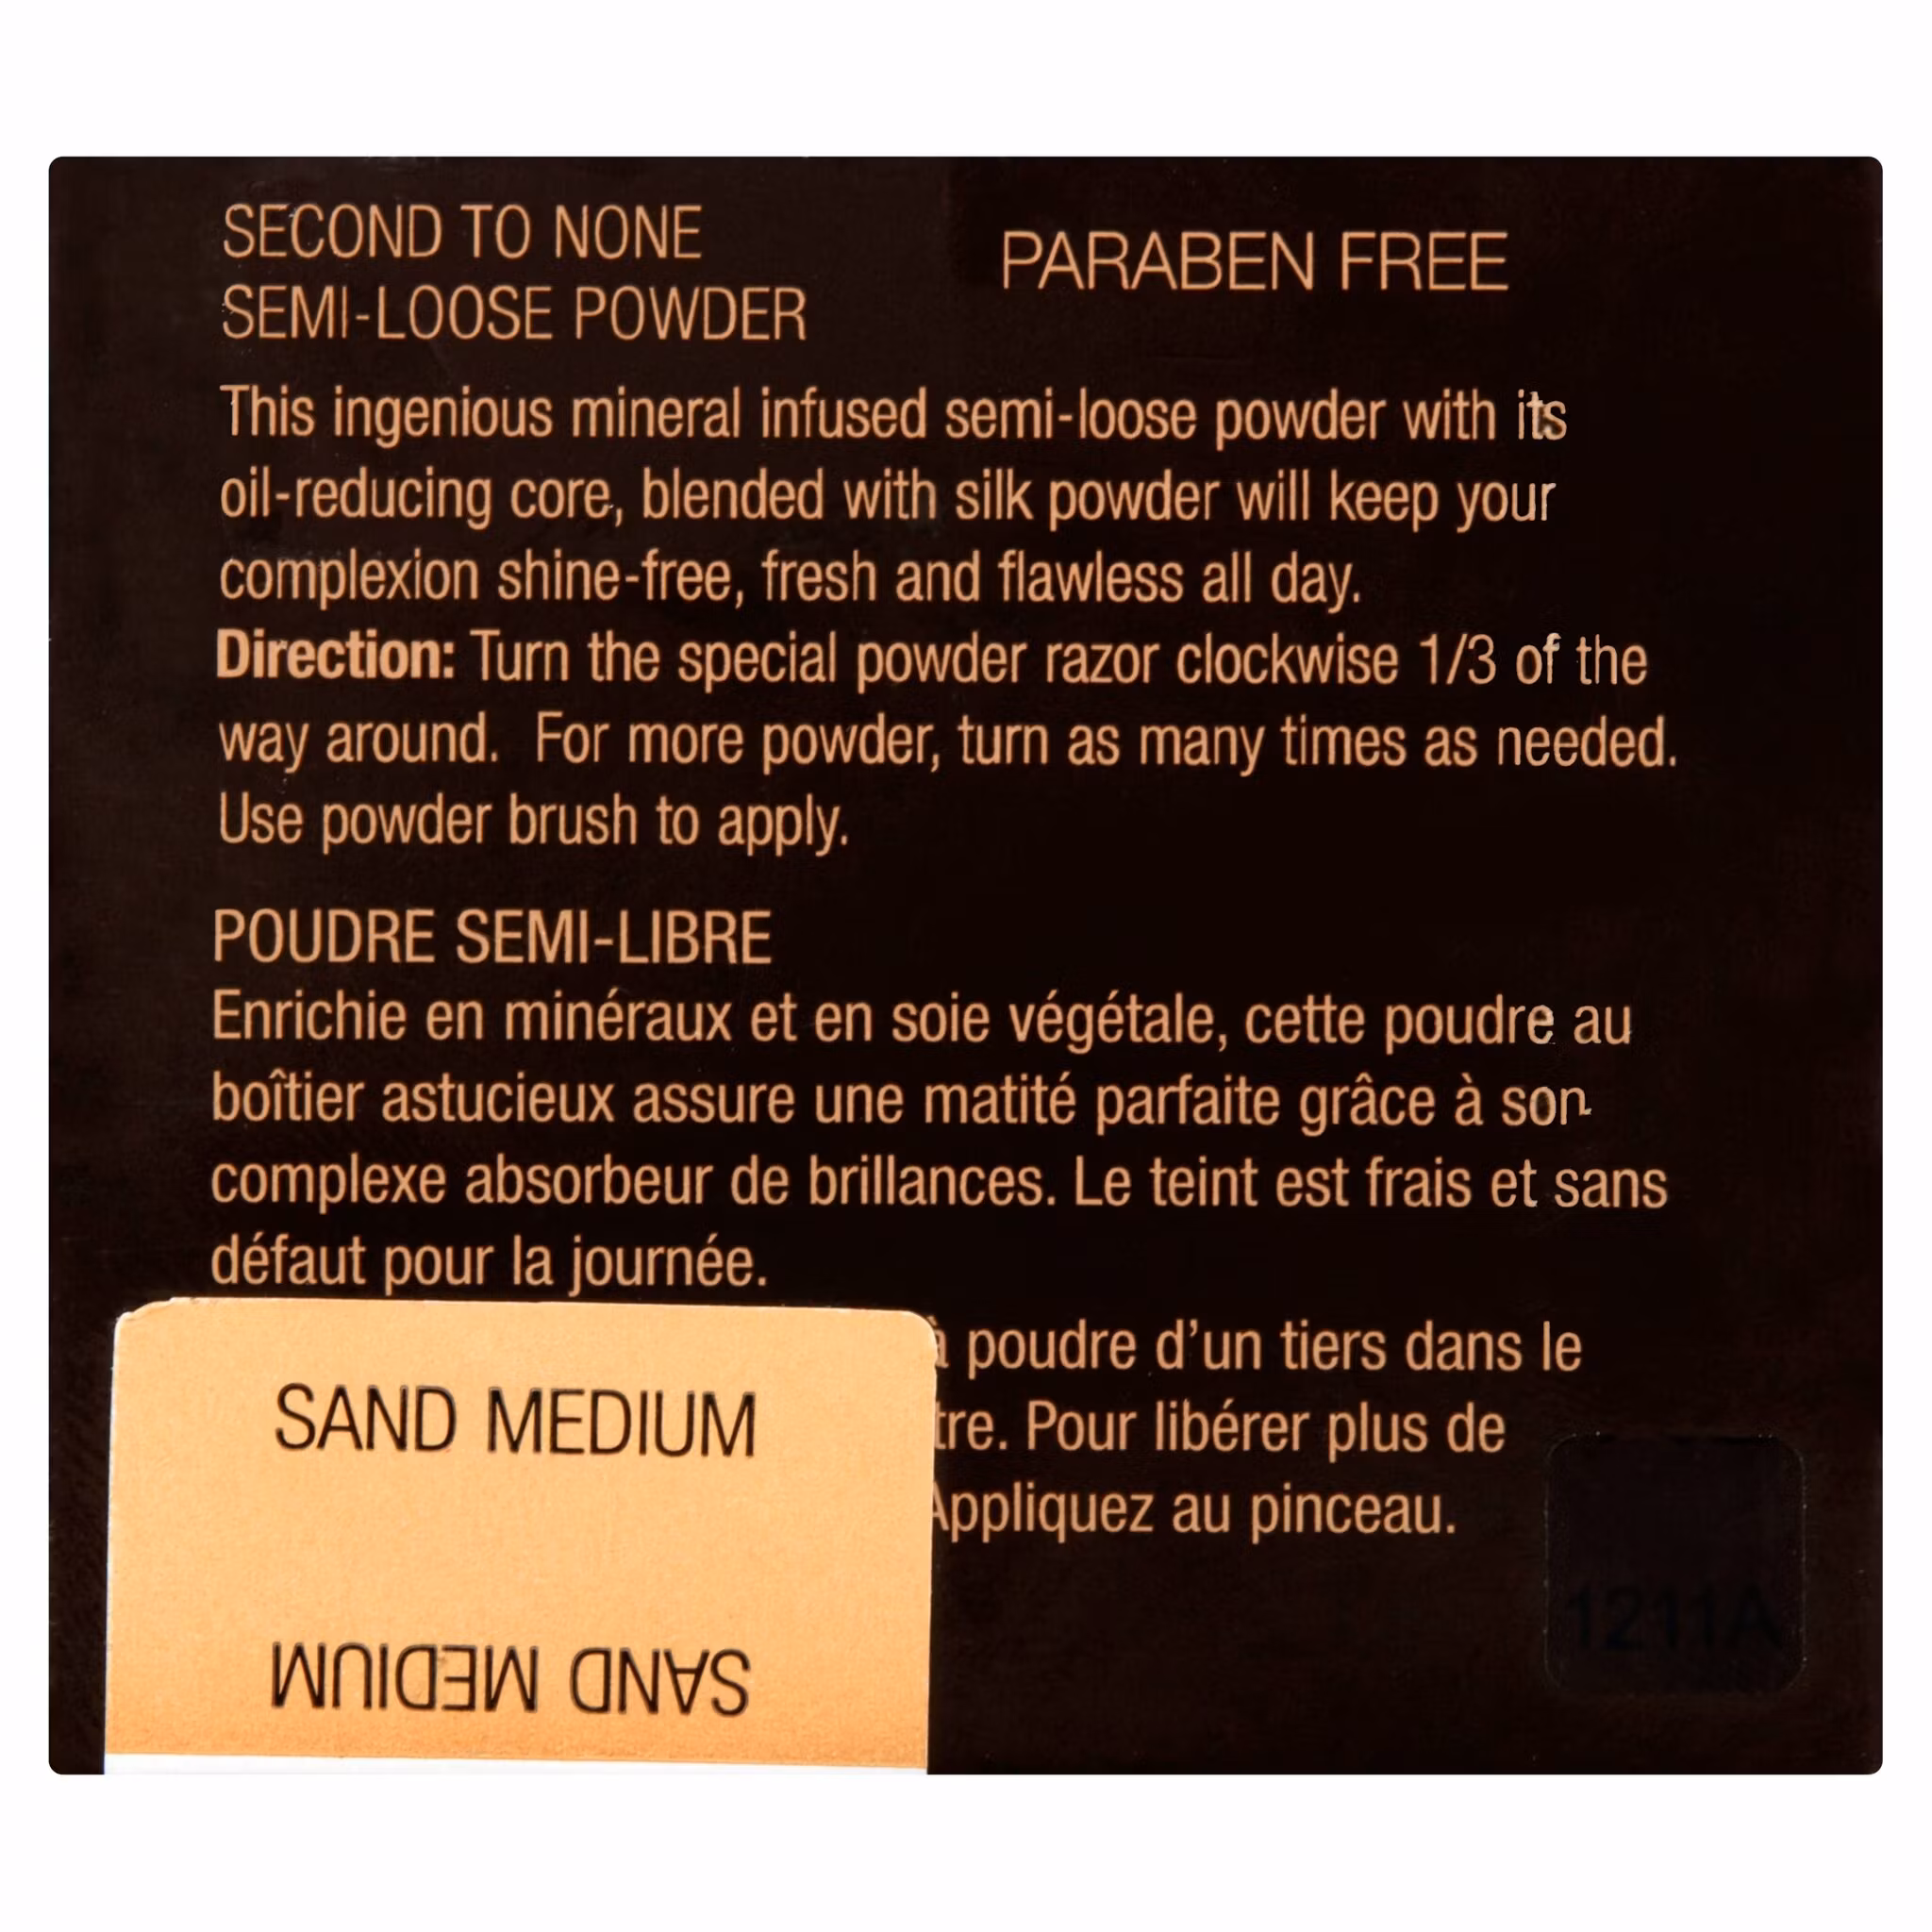 SECOND TO NONE
SEMI-LOOSE POWDER
PARABEN FREE
This ingenious mineral infused semi-loose powder with its
oil-reducing core, blended with silk powder will keep your
complexion shine-free, fresh and flawless all day.
Direction: Turn the special powder razor clockwise 1/3 of the
way around. For more powder, turn as many times as needed.
Use powder brush to apply.
POUDRE SEMI-LIBRE
Enrichie en minéraux et en soie végétale, cette poudre au
boîtier astucieux assure une matité parfaite grâce à son
complexe absorbeur de brillances. Le teint est frais et sans
défaut pour la journée.
à poudre d'un tiers dans le
tre. Pour libérer plus de
Appliquez au pinceau.
SAND MEDIUM
SAND MEDIUM
1211A